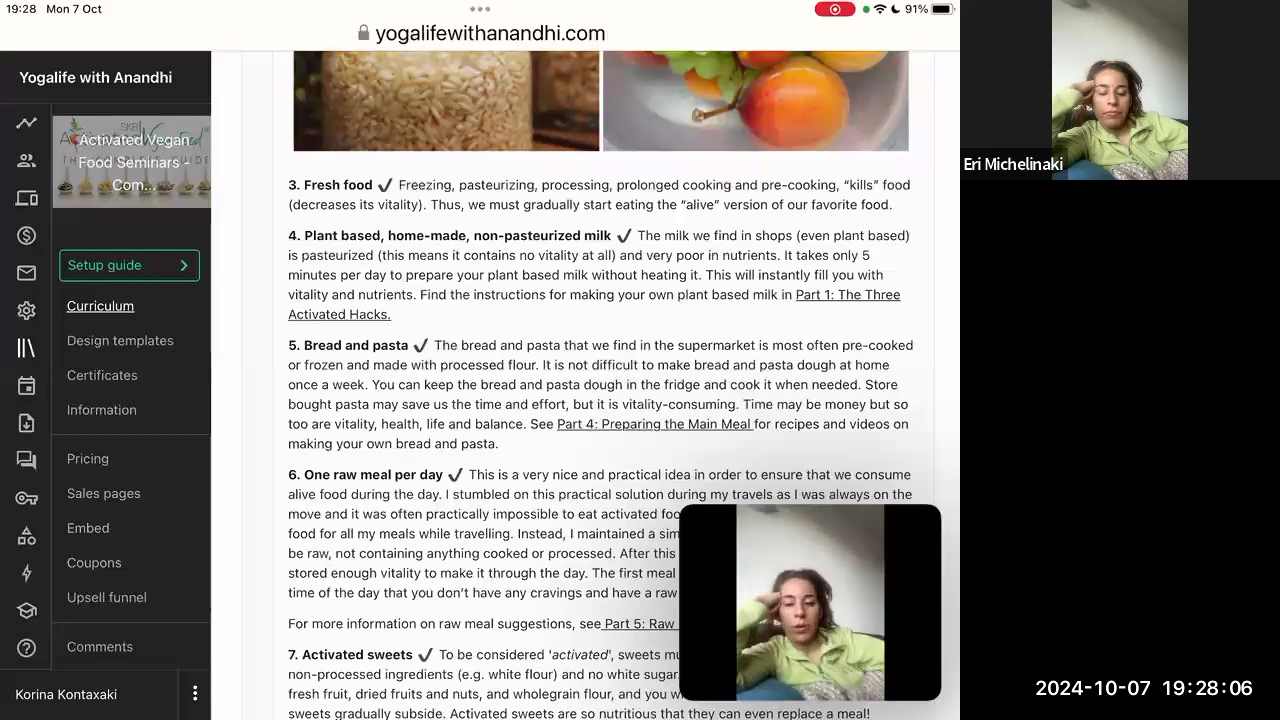 19:28 Mon 7 Oct
91%
yogalifewithanandhi.com
Yogalife with Anandhi
Activated Vegan
Food Seminars -
Com...
Setup guide
Curriculum
Design templates
Certificates
Information
Pricing
Sales pages
Embed
Coupons
Upsell funnel
Comments
Korina Kontaxaki
3. Fresh food ✔ Freezing, pasteurizing, processing, prolonged cooking and pre-cooking, “kills” food
(decreases its vitality). Thus, we must gradually start eating the “alive” version of our favorite food.
4. Plant based, home-made, non-pasteurized milk ✔ The milk we find in shops (even plant based)
is pasteurized (this means it contains no vitality at all) and very poor in nutrients. It takes only 5
minutes per day to prepare your plant based milk without heating it. This will instantly fill you with
vitality and nutrients. Find the instructions for making your own plant based milk in Part 1: The Three
Activated Hacks.
5. Bread and pasta ✔ The bread and pasta that we find in the supermarket is most often pre-cooked
or frozen and made with processed flour. It is not difficult to make bread and pasta dough at home
once a week. You can keep the bread and pasta dough in the fridge and cook it when needed. Store
bought pasta may save us the time and effort, but it is vitality-consuming. Time may be money but so
too are vitality, health, life and balance. See Part 4: Preparing the Main Meal for recipes and videos on
making your own bread and pasta.
6. One raw meal per day ✔ This is a very nice and practical idea in order to ensure that we consume
alive food during the day. I stumbled on this practical solution during my travels as I was always on the
move and it was often practically impossible to eat activated
food for all my meals while travelling. Instead, I maintained a
be raw, not containing anything cooked or processed. After this
stored enough vitality to make it through the day. The first meal
time of the day that you don’t have any cravings and have a raw
For more information on raw meal suggestions, see Part 5: Raw
7. Activated sweets ✔ To be considered 'activated', sweets
non-processed ingredients (e.g. white flour) and no white sugar.
fresh fruit, dried fruits and nuts, and wholegrain flour, and you
sweets gradually subside. Activated sweets are so nutritious that they can even replace a meal!
Eri Michelinaki
2024-10-07 19:28:06